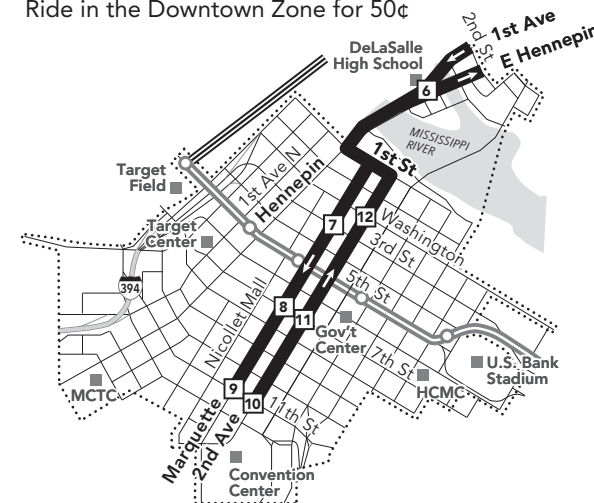 Ride in the Downtown Zone for 50¢
2nd St
1st Ave
E Hennepin
DeLaSalle
High School
6
MISSISSIPPI
RIVER
1st St
Target
Field
1st Ave N
Hennepin
Target
Center
7
12
Washington
3rd St
394
5th St
Nicollet Mall
8
11
Gov't
Center
7th St
U.S. Bank
Stadium
HCMC
MCTC
9
10
11th St
Marquette
2nd Ave
Convention
Center